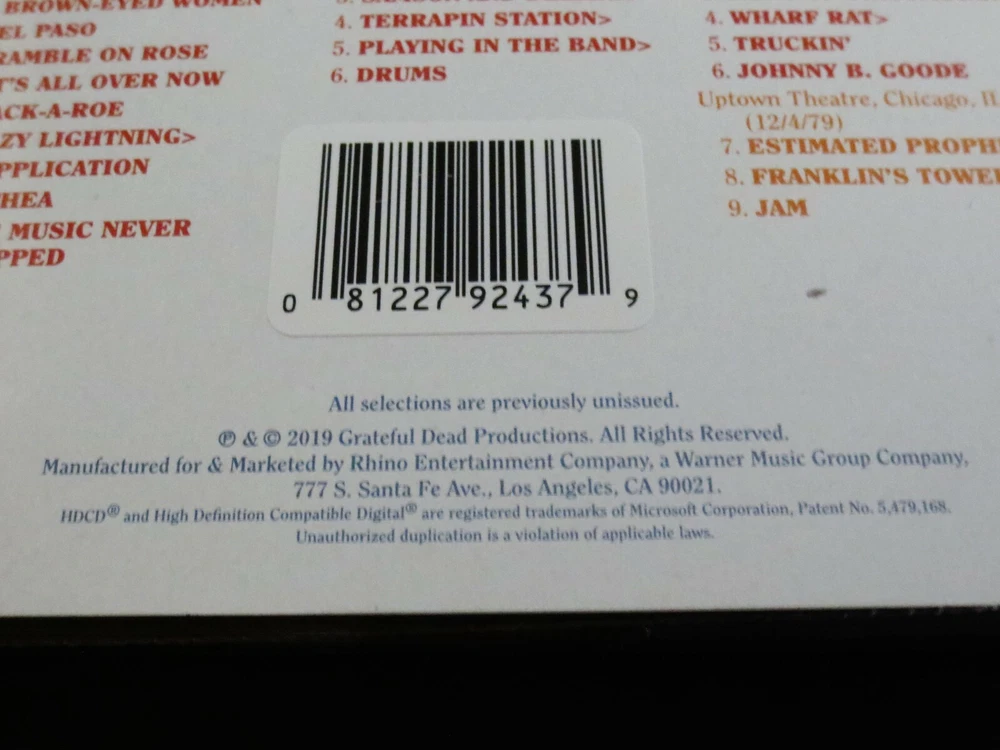 BROWN-EYED WOMEN
EL PASO
RAMBLE ON ROSE
T'S ALL OVER NOW
ACK-A-ROE
ZY LIGHTNING>
PPLICATION
HEA
MUSIC NEVER
PPED
4. TERRAPIN STATION>
5. PLAYING IN THE BAND>
6. DRUMS
4. WHARF RAT>
5. TRUCKIN'
6. JOHNNY B. GOODE
Uptown Theatre, Chicago, IL
(12/4/79)
7. ESTIMATED PROPH
8. FRANKLIN'S TOWE
9. JAM
0 81227 92437 9
All selections are previously unissued.
℗ & © 2019 Grateful Dead Productions. All Rights Reserved.
Manufactured for & Marketed by Rhino Entertainment Company, a Warner Music Group Company,
777 S. Santa Fe Ave., Los Angeles, CA 90021.
HDCD® and High Definition Compatible Digital® are registered trademarks of Microsoft Corporation, Patent No. 5,479,168.
Unauthorized duplication is a violation of applicable laws.